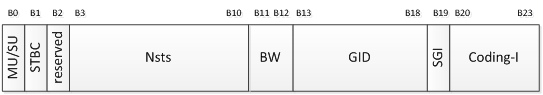 B0 B1 B2 B3 B10 B11 B12 B13 B18 B19 B20 B23
MU/SU STBC reserved Nsts BW GID SGI Coding-I